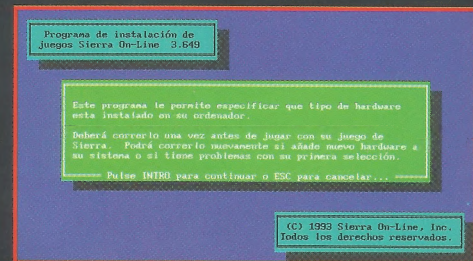 Programa de instalación de
juegos Sierra On-Line 3.649
Este programa le permite especificar que tipo de hardware
esta instalado en su ordenador.
Deberá correrlo una vez antes de jugar con su juego de
Sierra. Podrá correrlo nuevamente si añade nuevo hardware a
su sistema o si tiene problemas con su primera selección.
Pulse INTRO para continuar o ESC para cancelar...
(C) 1993 Sierra On-Line, Inc.
Todos los derechos reservados.